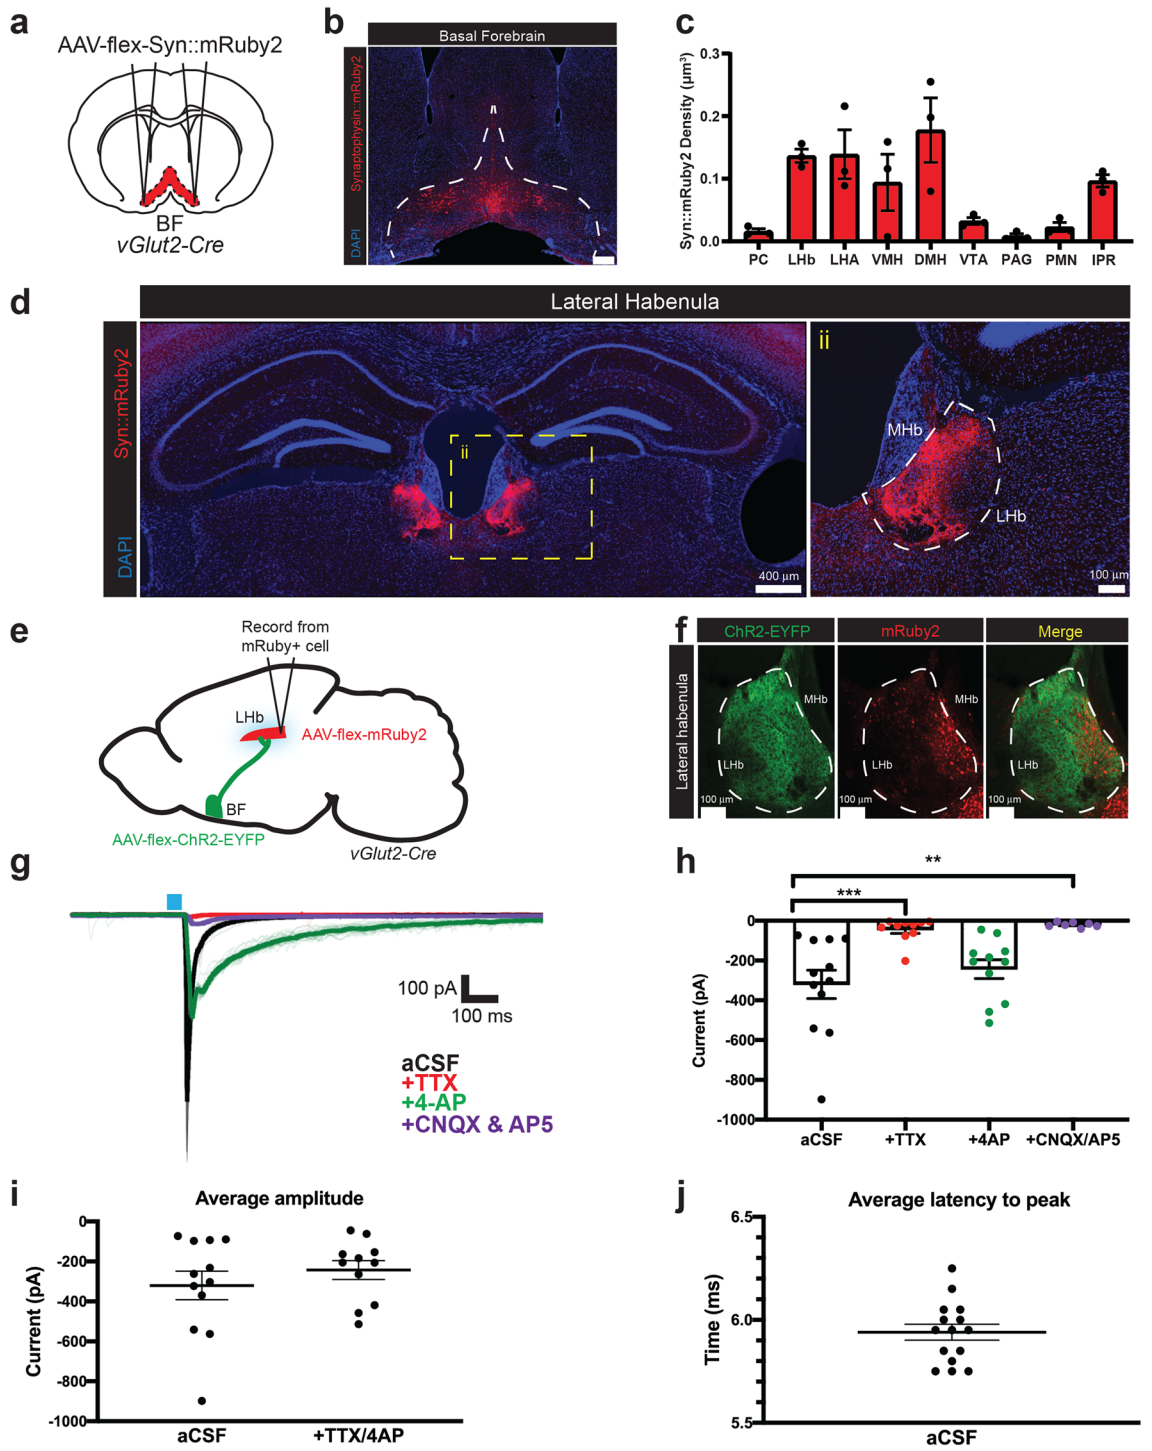 a
AAV-flex-Syn::mRuby2
BF
vGlut2-Cre
b
Basal Forebrain
Synaptophysin::mRuby2
DAPI
c
Syn::mRuby2 Density (µm³)
0.3
0.2
0.1
0.0
PC LHb LHA VMH DMH VTA PAG PMN IPR
d
Lateral Habenula
Syn::mRuby2
DAPI
ii
400 µm
ii
MHb
LHb
100 µm
e
Record from
mRuby+ cell
LHb
AAV-flex-mRuby2
BF
AAV-flex-ChR2-EYFP
vGlut2-Cre
f
ChR2-EYFP mRuby2 Merge
Lateral habenula
MHb MHb
LHb LHb LHb
100 µm 100 µm 100 µm
g
100 pA
100 ms
aCSF
+TTX
+4-AP
+CNQX & AP5
h
**
***
Current (pA)
0
-200
-400
-600
-800
-1000
aCSF +TTX +4AP +CNQX/AP5
i
Average amplitude
Current (pA)
0
-200
-400
-600
-800
-1000
aCSF +TTX/4AP
j
Average latency to peak
Time (ms)
6.5
6.0
5.5
aCSF